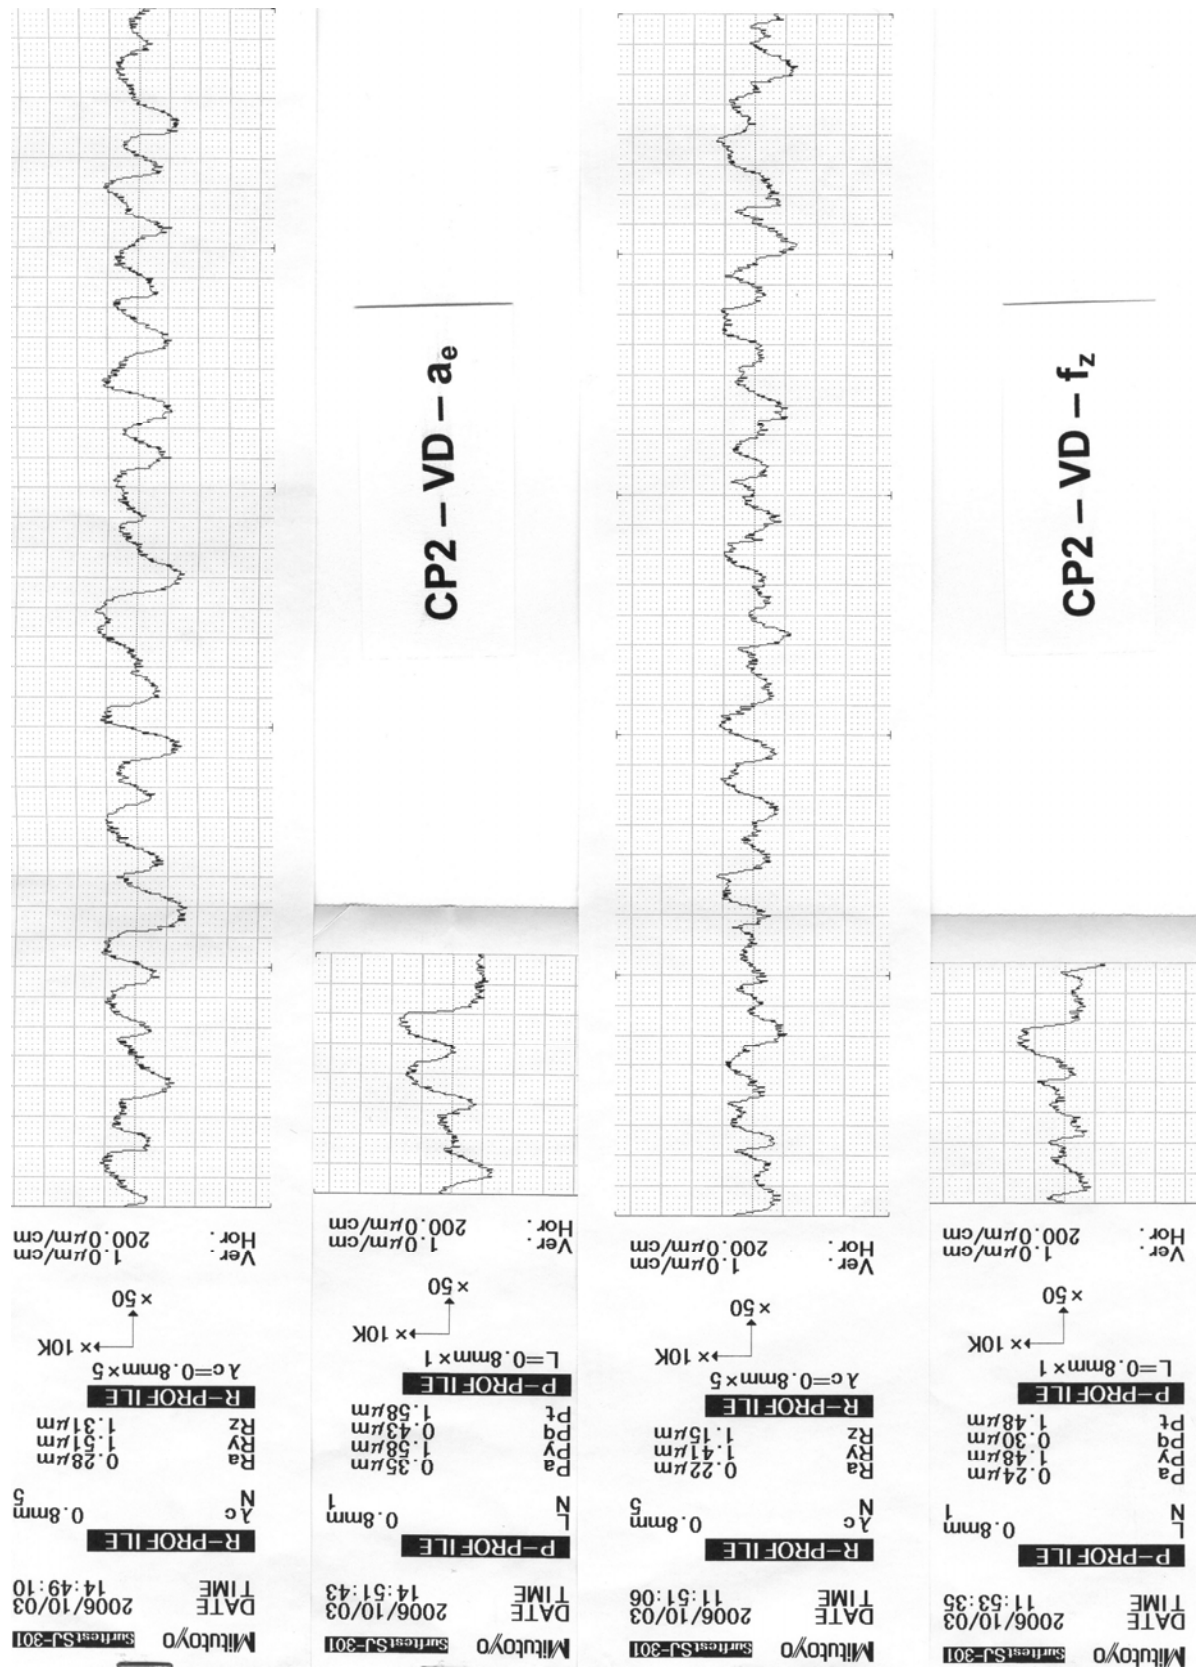 CP2 – VD – ae
CP2 – VD – fz
Mitutoyo SurftestSJ-301
DATE 2006/10/03
TIME 14:49:10
R-PROFILE
λc 0.8mm
N 5
Ra 0.28μm
Ry 1.51μm
Rz 1.31μm
R-PROFILE
λc=0.8mm×5
× 10K
× 50
Ver. 1.0μm/cm
Hor. 200.0μm/cm
Mitutoyo SurftestSJ-301
DATE 2006/10/03
TIME 14:51:43
P-PROFILE
L 0.8mm
N 1
Pa 0.35μm
Py 1.58μm
Pq 0.43μm
Pt 1.58μm
P-PROFILE
L=0.8mm×1
× 10K
× 50
Ver. 1.0μm/cm
Hor. 200.0μm/cm
Mitutoyo SurftestSJ-301
DATE 2006/10/03
TIME 11:51:06
R-PROFILE
λc 0.8mm
N 5
Ra 0.22μm
Ry 1.41μm
Rz 1.15μm
R-PROFILE
λc=0.8mm×5
× 10K
× 50
Ver. 1.0μm/cm
Hor. 200.0μm/cm
Mitutoyo SurftestSJ-301
DATE 2006/10/03
TIME 11:53:35
P-PROFILE
L 0.8mm
N 1
Pa 0.24μm
Py 1.48μm
Pq 0.30μm
Pt 1.48μm
P-PROFILE
L=0.8mm×1
× 10K
× 50
Ver. 1.0μm/cm
Hor. 200.0μm/cm